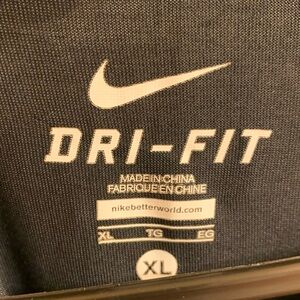 DRI-FIT
MADE IN CHINA
FABRIQUE EN CHINE
nikebetterworld.com
XL TG EG
XL